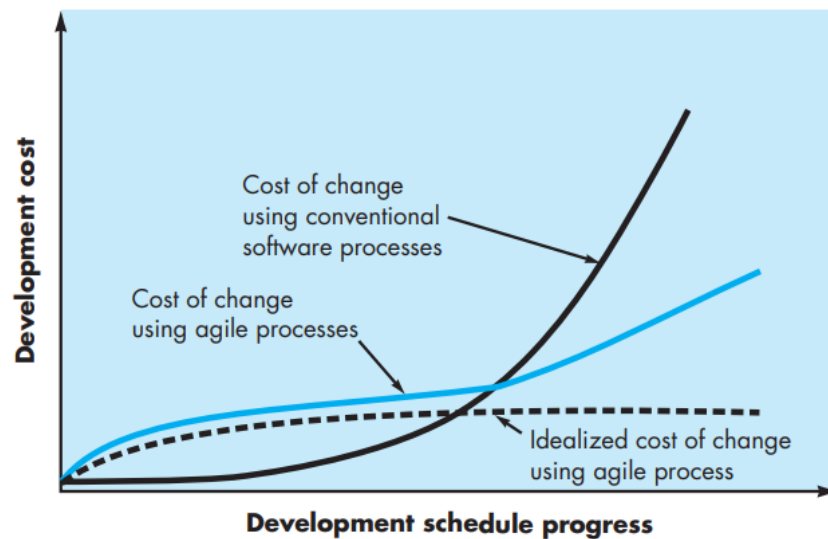 Development cost
Cost of change
using conventional
software processes
Cost of change
using agile processes
Idealized cost of change
using agile process
Development schedule progress